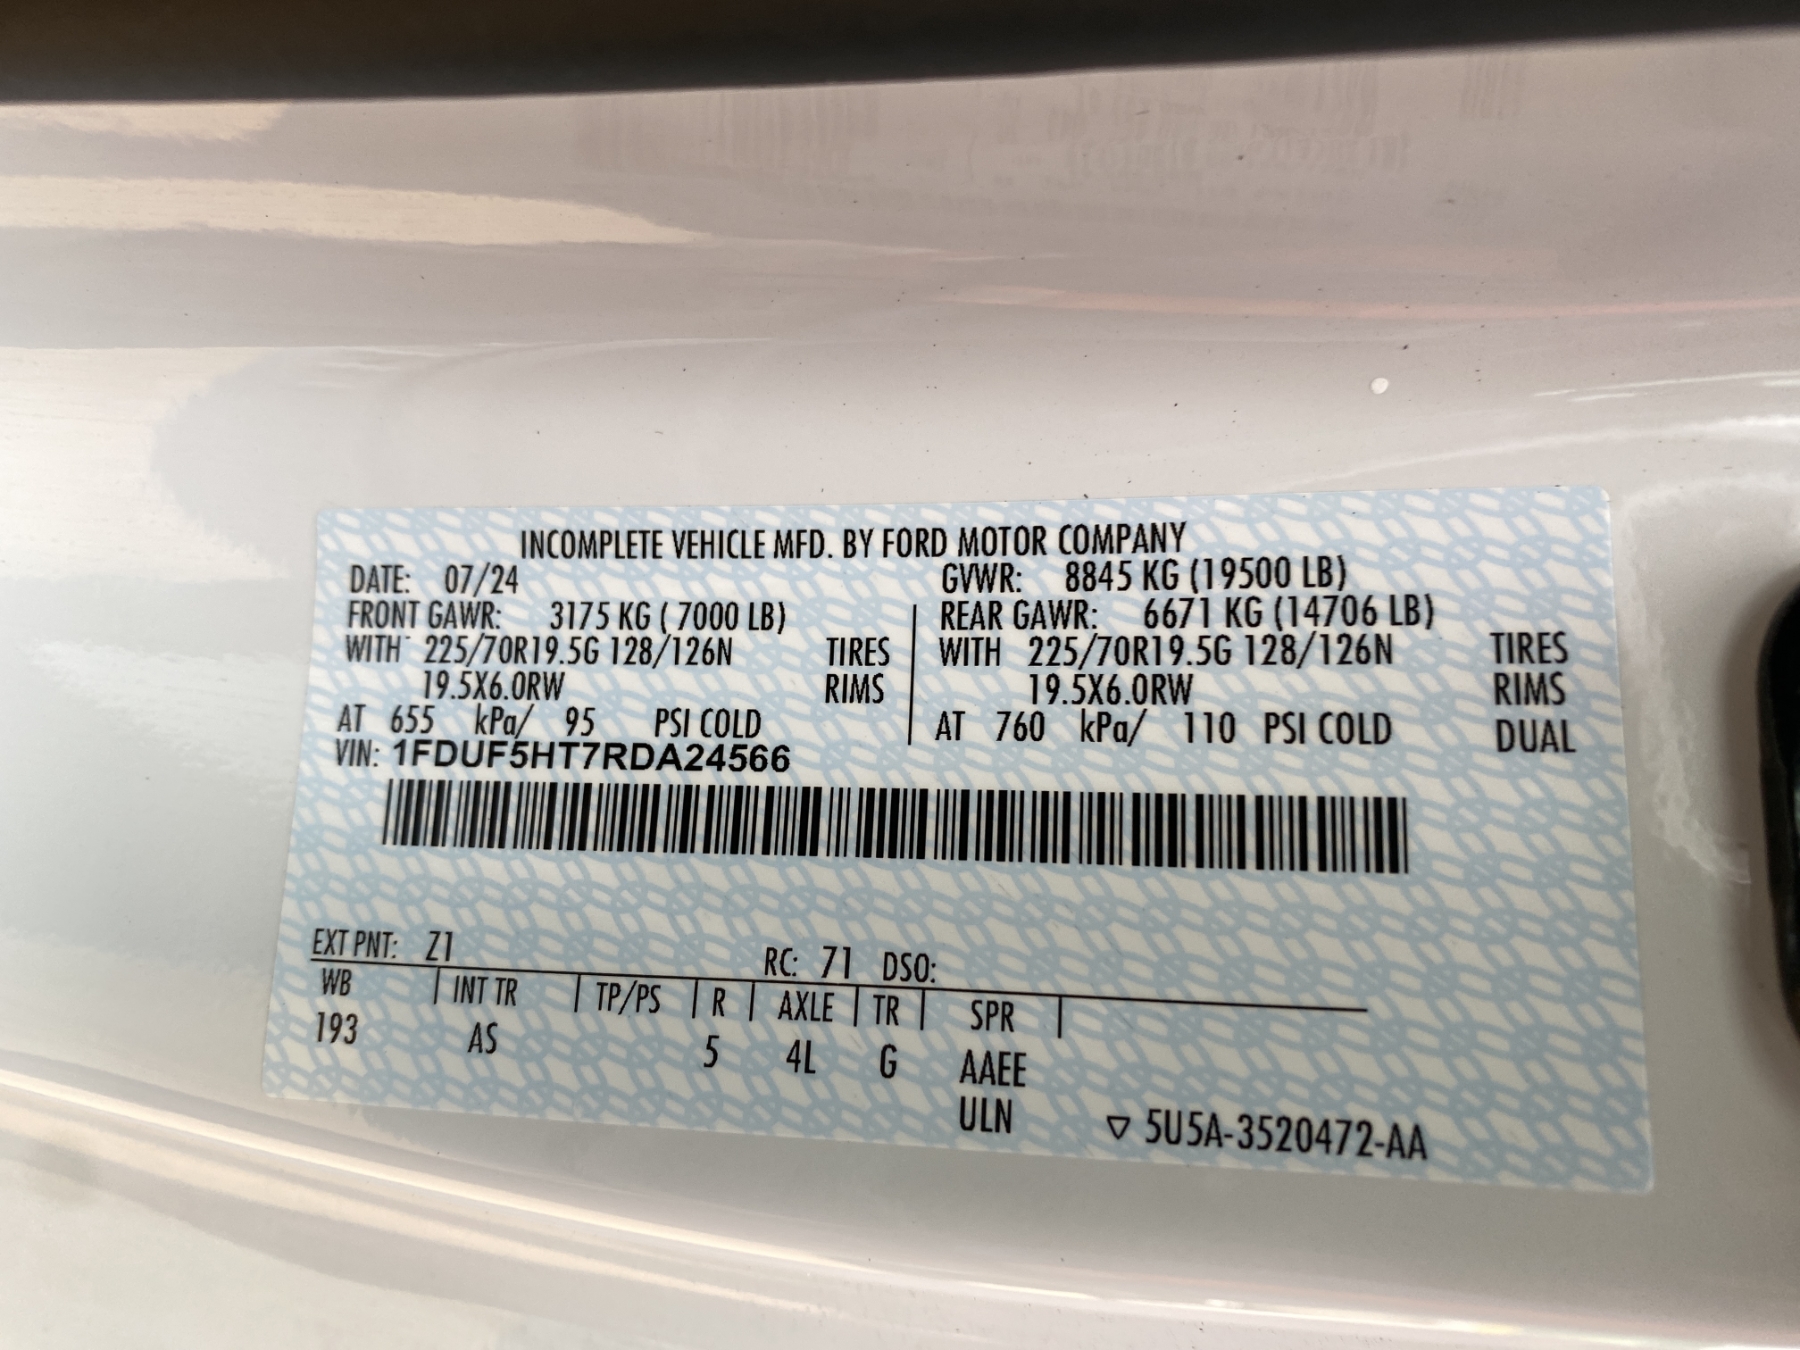 INCOMPLETE VEHICLE MFD. BY FORD MOTOR COMPANY
DATE: 07/24 GVWR: 8845 KG (19500 LB)
FRONT GAWR: 3175 KG ( 7000 LB) REAR GAWR: 6671 KG (14706 LB)
WITH 225/70R19.5G 128/126N TIRES WITH 225/70R19.5G 128/126N TIRES
19.5X6.0RW RIMS 19.5X6.0RW RIMS
AT 655 kPa/ 95 PSI COLD AT 760 kPa/ 110 PSI COLD DUAL
VIN: 1FDUF5HT7RDA24566
EXT PNT: Z1 RC: 71 DSO:
WB INT TR TP/PS R AXLE TR SPR
193 AS 5 4L G AAEE
ULN ▽ 5U5A-3520472-AA